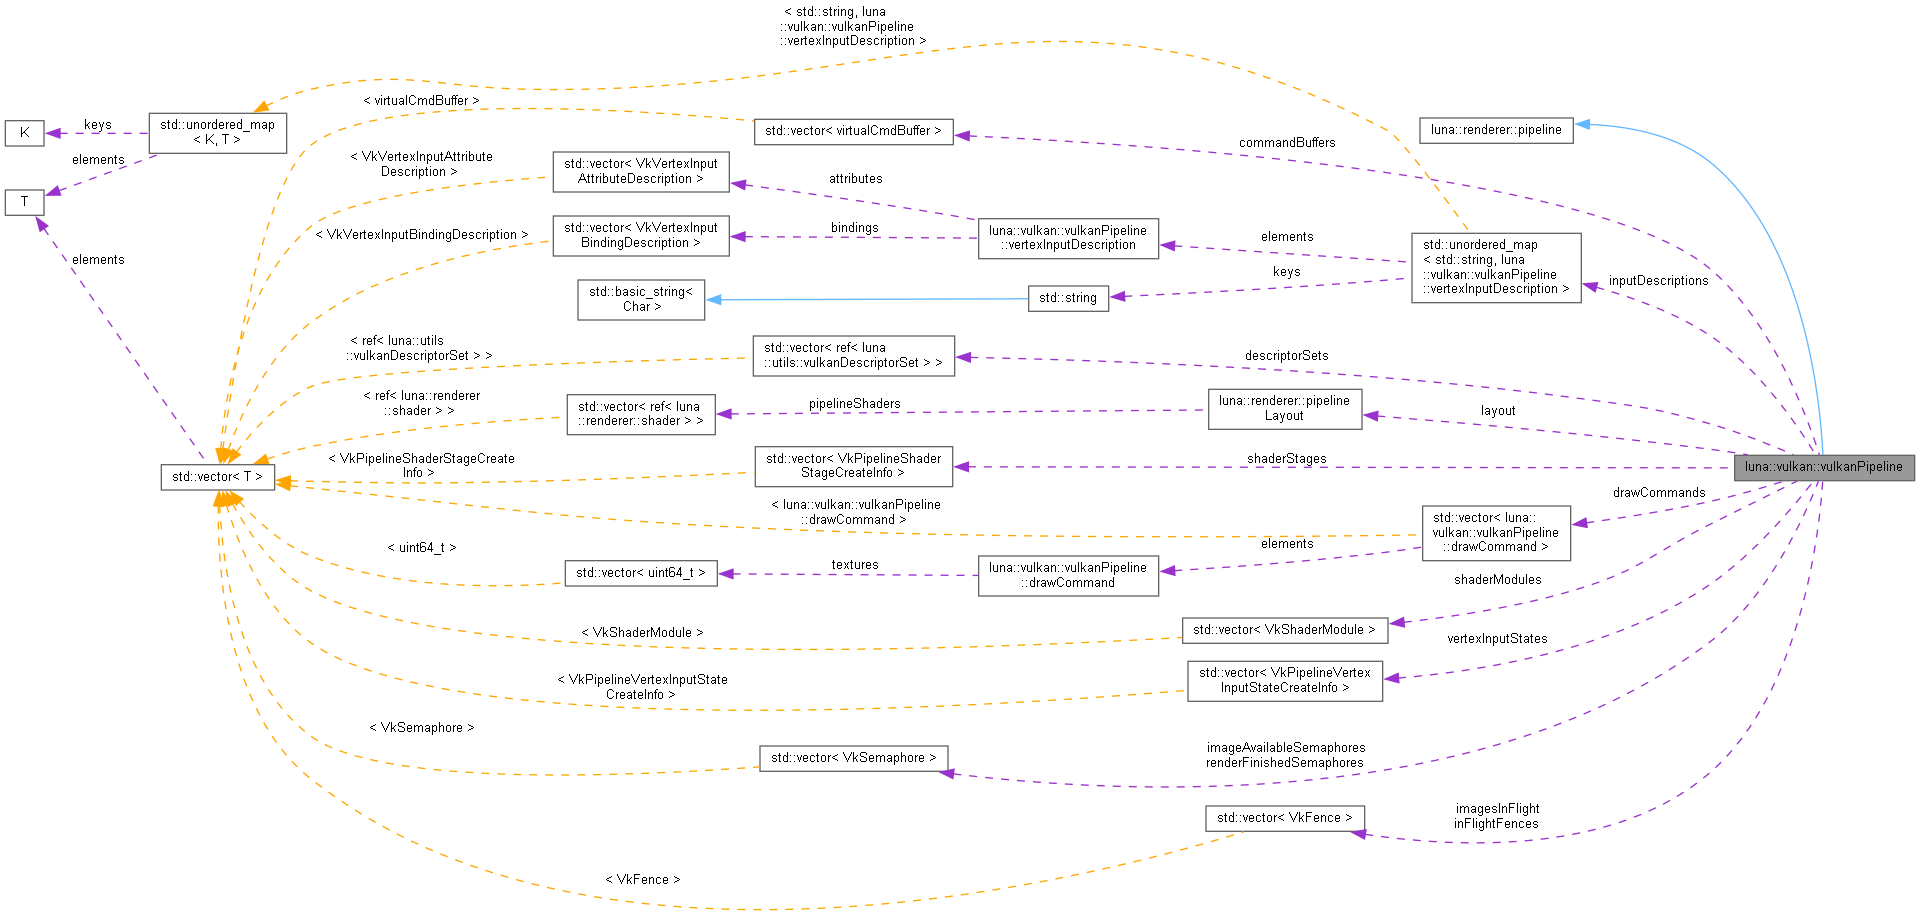 < std::string, luna
::vulkan::vulkanPipeline
::vertexInputDescription >
K
keys
elements
T
elements
std::unordered_map
< K, T >
std::vector< T >
< virtualCmdBuffer >
< VkVertexInputAttribute
Description >
< VkVertexInputBindingDescription >
< ref< luna::utils
::vulkanDescriptorSet > >
< ref< luna::renderer
::shader > >
< VkPipelineShaderStageCreate
Info >
< luna::vulkan::vulkanPipeline
::drawCommand >
< uint64_t >
< VkShaderModule >
< VkPipelineVertexInputState
CreateInfo >
< VkSemaphore >
< VkFence >
std::vector< virtualCmdBuffer >
std::vector< VkVertexInput
AttributeDescription >
std::vector< VkVertexInput
BindingDescription >
std::basic_string<
Char >
std::vector< ref< luna
::utils::vulkanDescriptorSet > >
std::vector< ref< luna
::renderer::shader > >
std::vector< VkPipelineShader
StageCreateInfo >
std::vector< uint64_t >
std::vector< VkSemaphore >
attributes
bindings
pipelineShaders
textures
luna::vulkan::vulkanPipeline
::vertexInputDescription
std::string
luna::renderer::pipeline
Layout
luna::vulkan::vulkanPipeline
::drawCommand
std::vector< VkShaderModule >
std::vector< VkPipelineVertex
InputStateCreateInfo >
std::vector< VkFence >
commandBuffers
elements
keys
descriptorSets
shaderStages
elements
imageAvailableSemaphores
renderFinishedSemaphores
luna::renderer::pipeline
std::unordered_map
< std::string, luna
::vulkan::vulkanPipeline
::vertexInputDescription >
std::vector< luna::
vulkan::vulkanPipeline
::drawCommand >
inputDescriptions
layout
drawCommands
shaderModules
vertexInputStates
imagesInFlight
inFlightFences
luna::vulkan::vulkanPipeline